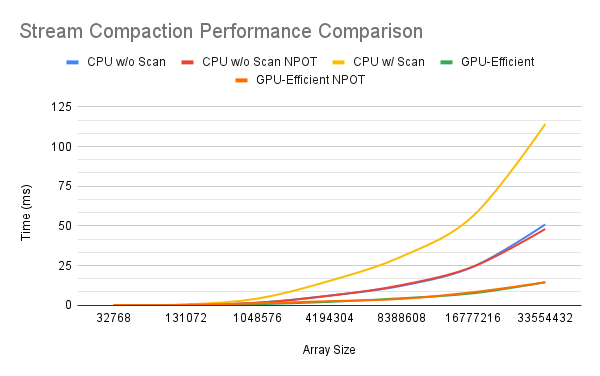 Stream Compaction Performance Comparison
CPU w/o Scan CPU w/o Scan NPOT CPU w/ Scan GPU-Efficient
GPU-Efficient NPOT
125
100
75
50
25
0
Time (ms)
32768 131072 1048576 4194304 8388608 16777216 33554432
Array Size